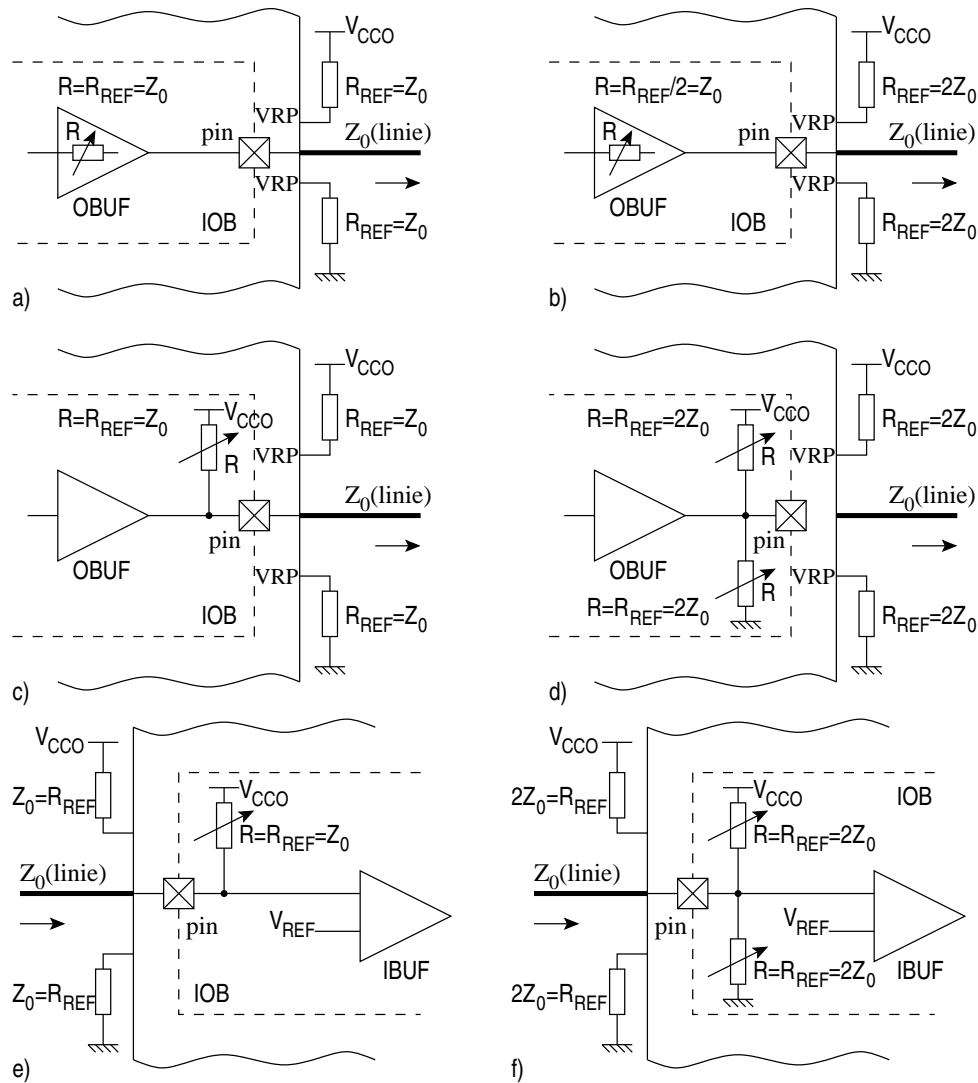 V_CCO
R=R_REF=Z_0
R_REF=Z_0
VRP
R
pin
Z_0(linie)
VRP
OBUF
IOB
R_REF=Z_0
a)
V_CCO
R=R_REF/2=Z_0
R_REF=2Z_0
VRP
R
pin
Z_0(linie)
VRP
OBUF
IOB
R_REF=2Z_0
b)
V_CCO
R=R_REF=Z_0
V_CCO
R_REF=Z_0
VRP
R
Z_0(linie)
pin
OBUF
VRP
IOB
R_REF=Z_0
c)
V_CCO
R=R_REF=2Z_0
V_CCO
R_REF=2Z_0
VRP
R
Z_0(linie)
pin
OBUF
VRP
R=R_REF=2Z_0
R
R_REF=2Z_0
d)
V_CCO
Z_0=R_REF
V_CCO
R=R_REF=Z_0
Z_0(linie)
pin
V_REF
IBUF
Z_0=R_REF
IOB
e)
V_CCO
2Z_0=R_REF
V_CCO
IOB
R=R_REF=2Z_0
Z_0(linie)
pin
V_REF
IBUF
2Z_0=R_REF
R=R_REF=2Z_0
f)